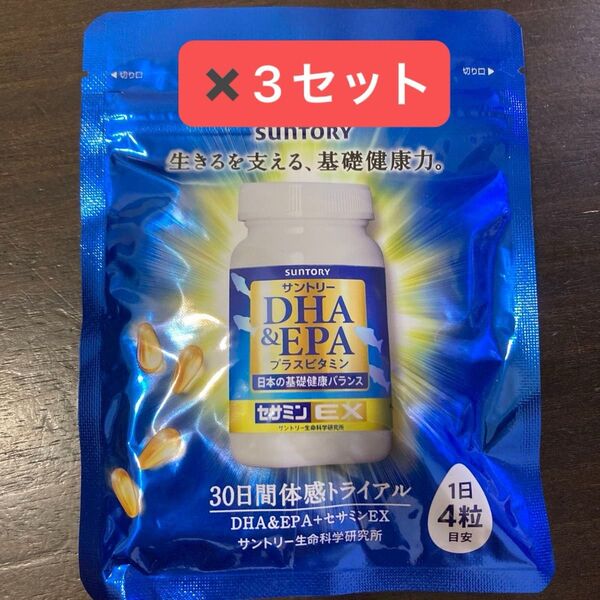 ✖️3セット
切り口
切り口
SUNTORY
生きるを支える、基礎健康力。
SUNTORY
サントリー
DHA
&EPA
プラスビタミン
日本の基礎健康バランス
セサミンEX
サントリー生命科学研究所
30日間体感トライアル
DHA&EPA+セサミンEX
サントリー生命科学研究所
1日
4粒
目安